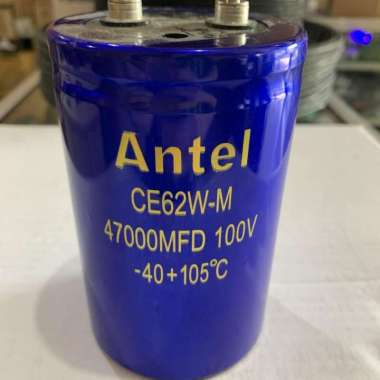 Antel
CE62W-M
47000MFD 100V
-40+105℃